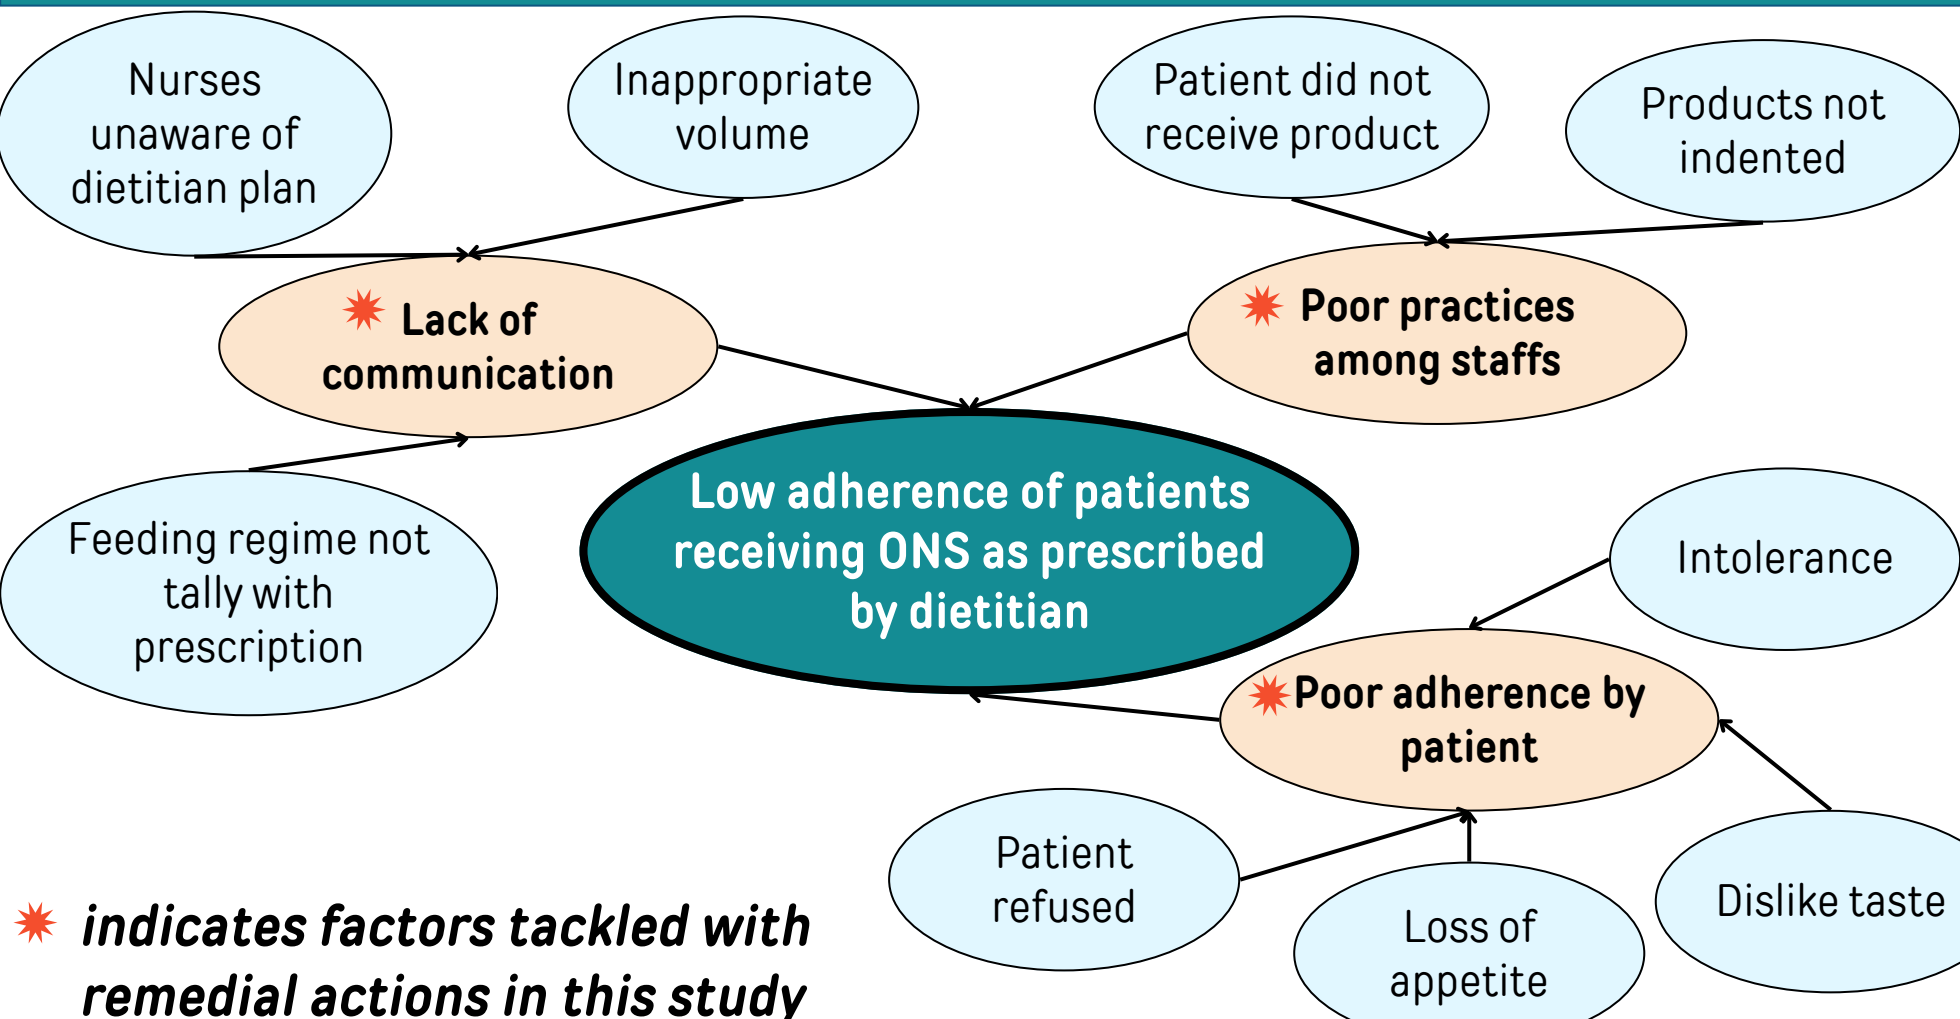 Nurses
unaware of
dietitian plan
Inappropriate
volume
Patient did not
receive product
Products not
indented
Lack of
communication
Poor practices
among staffs
Feeding regime not
tally with
prescription
Low adherence of patients
receiving ONS as prescribed
by dietitian
Intolerance
Poor adherence by
patient
Patient
refused
Loss of
appetite
Dislike taste
indicates factors tackled with
remedial actions in this study